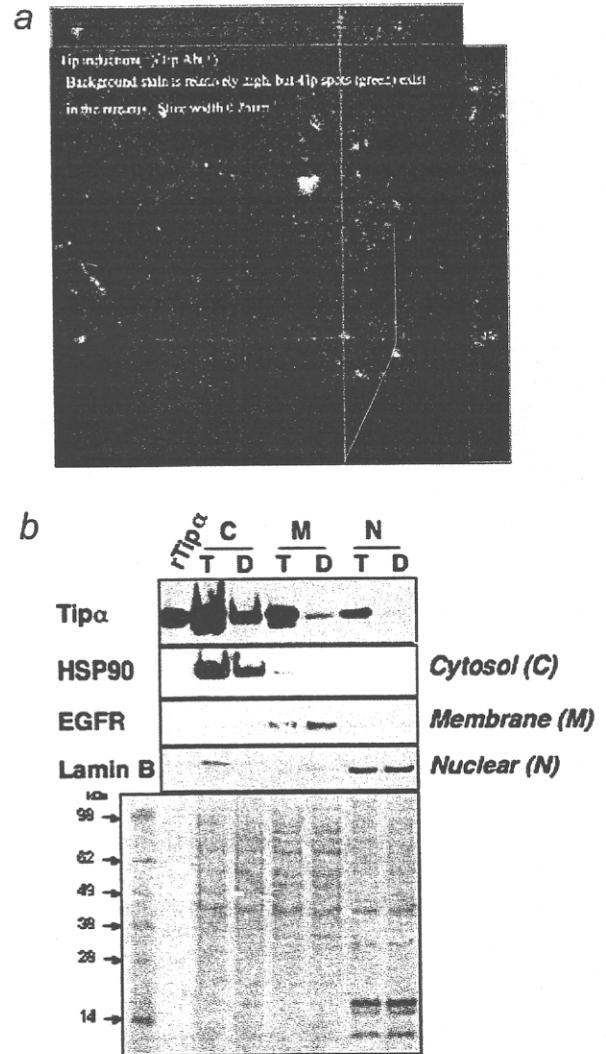 a
Background stain is relatively high, but Tip spots (green) exist
b
rTipα C M N
T D T D T D
Tipα
HSP90 Cytosol (C)
EGFR Membrane (M)
Lamin B Nuclear (N)
kDa
98
62
49
38
28
14